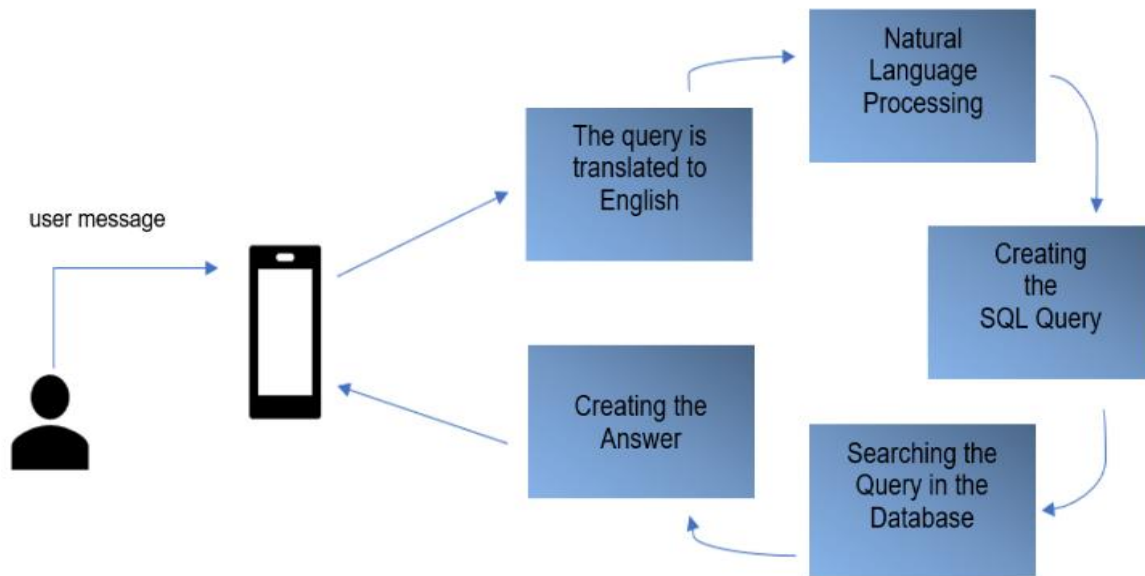 user message
The query is
translated to
English
Natural
Language
Processing
Creating
the
SQL Query
Searching the
Query in the
Database
Creating the
Answer